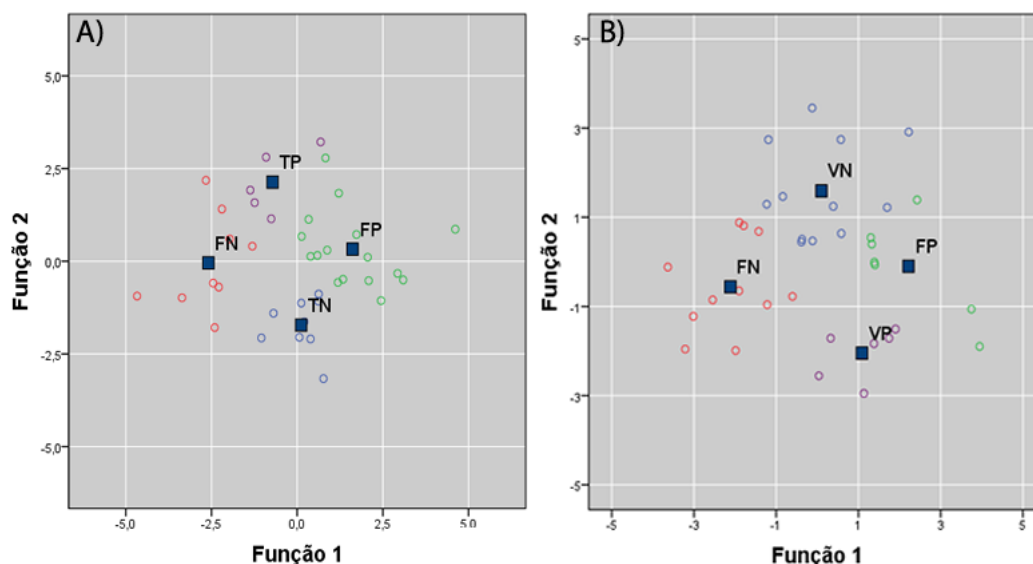 A)
Função 2
5,0
2,5
0,0
-2,5
-5,0
TP
FP
FN
TN
-5,0 -2,5 0,0 2,5 5,0
Função 1
B)
Função 2
5
3
1
-1
-3
-5
VN
FP
FN
VP
-5 -3 -1 1 3 5
Função 1